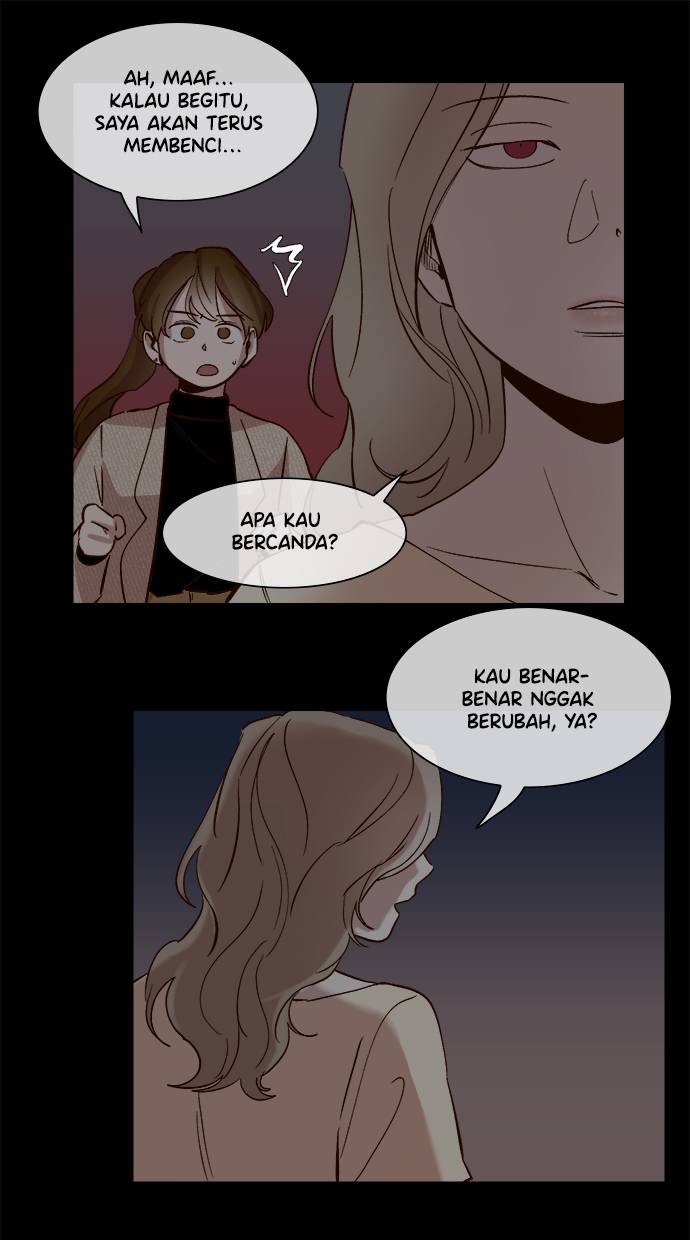 AH, MAAF...
KALAU BEGITU,
SAYA AKAN TERUS
MEMBENCI...
APA KAU
BERCANDA?
KAU BENAR-
BENAR NGGAK
BERUBAH, YA?